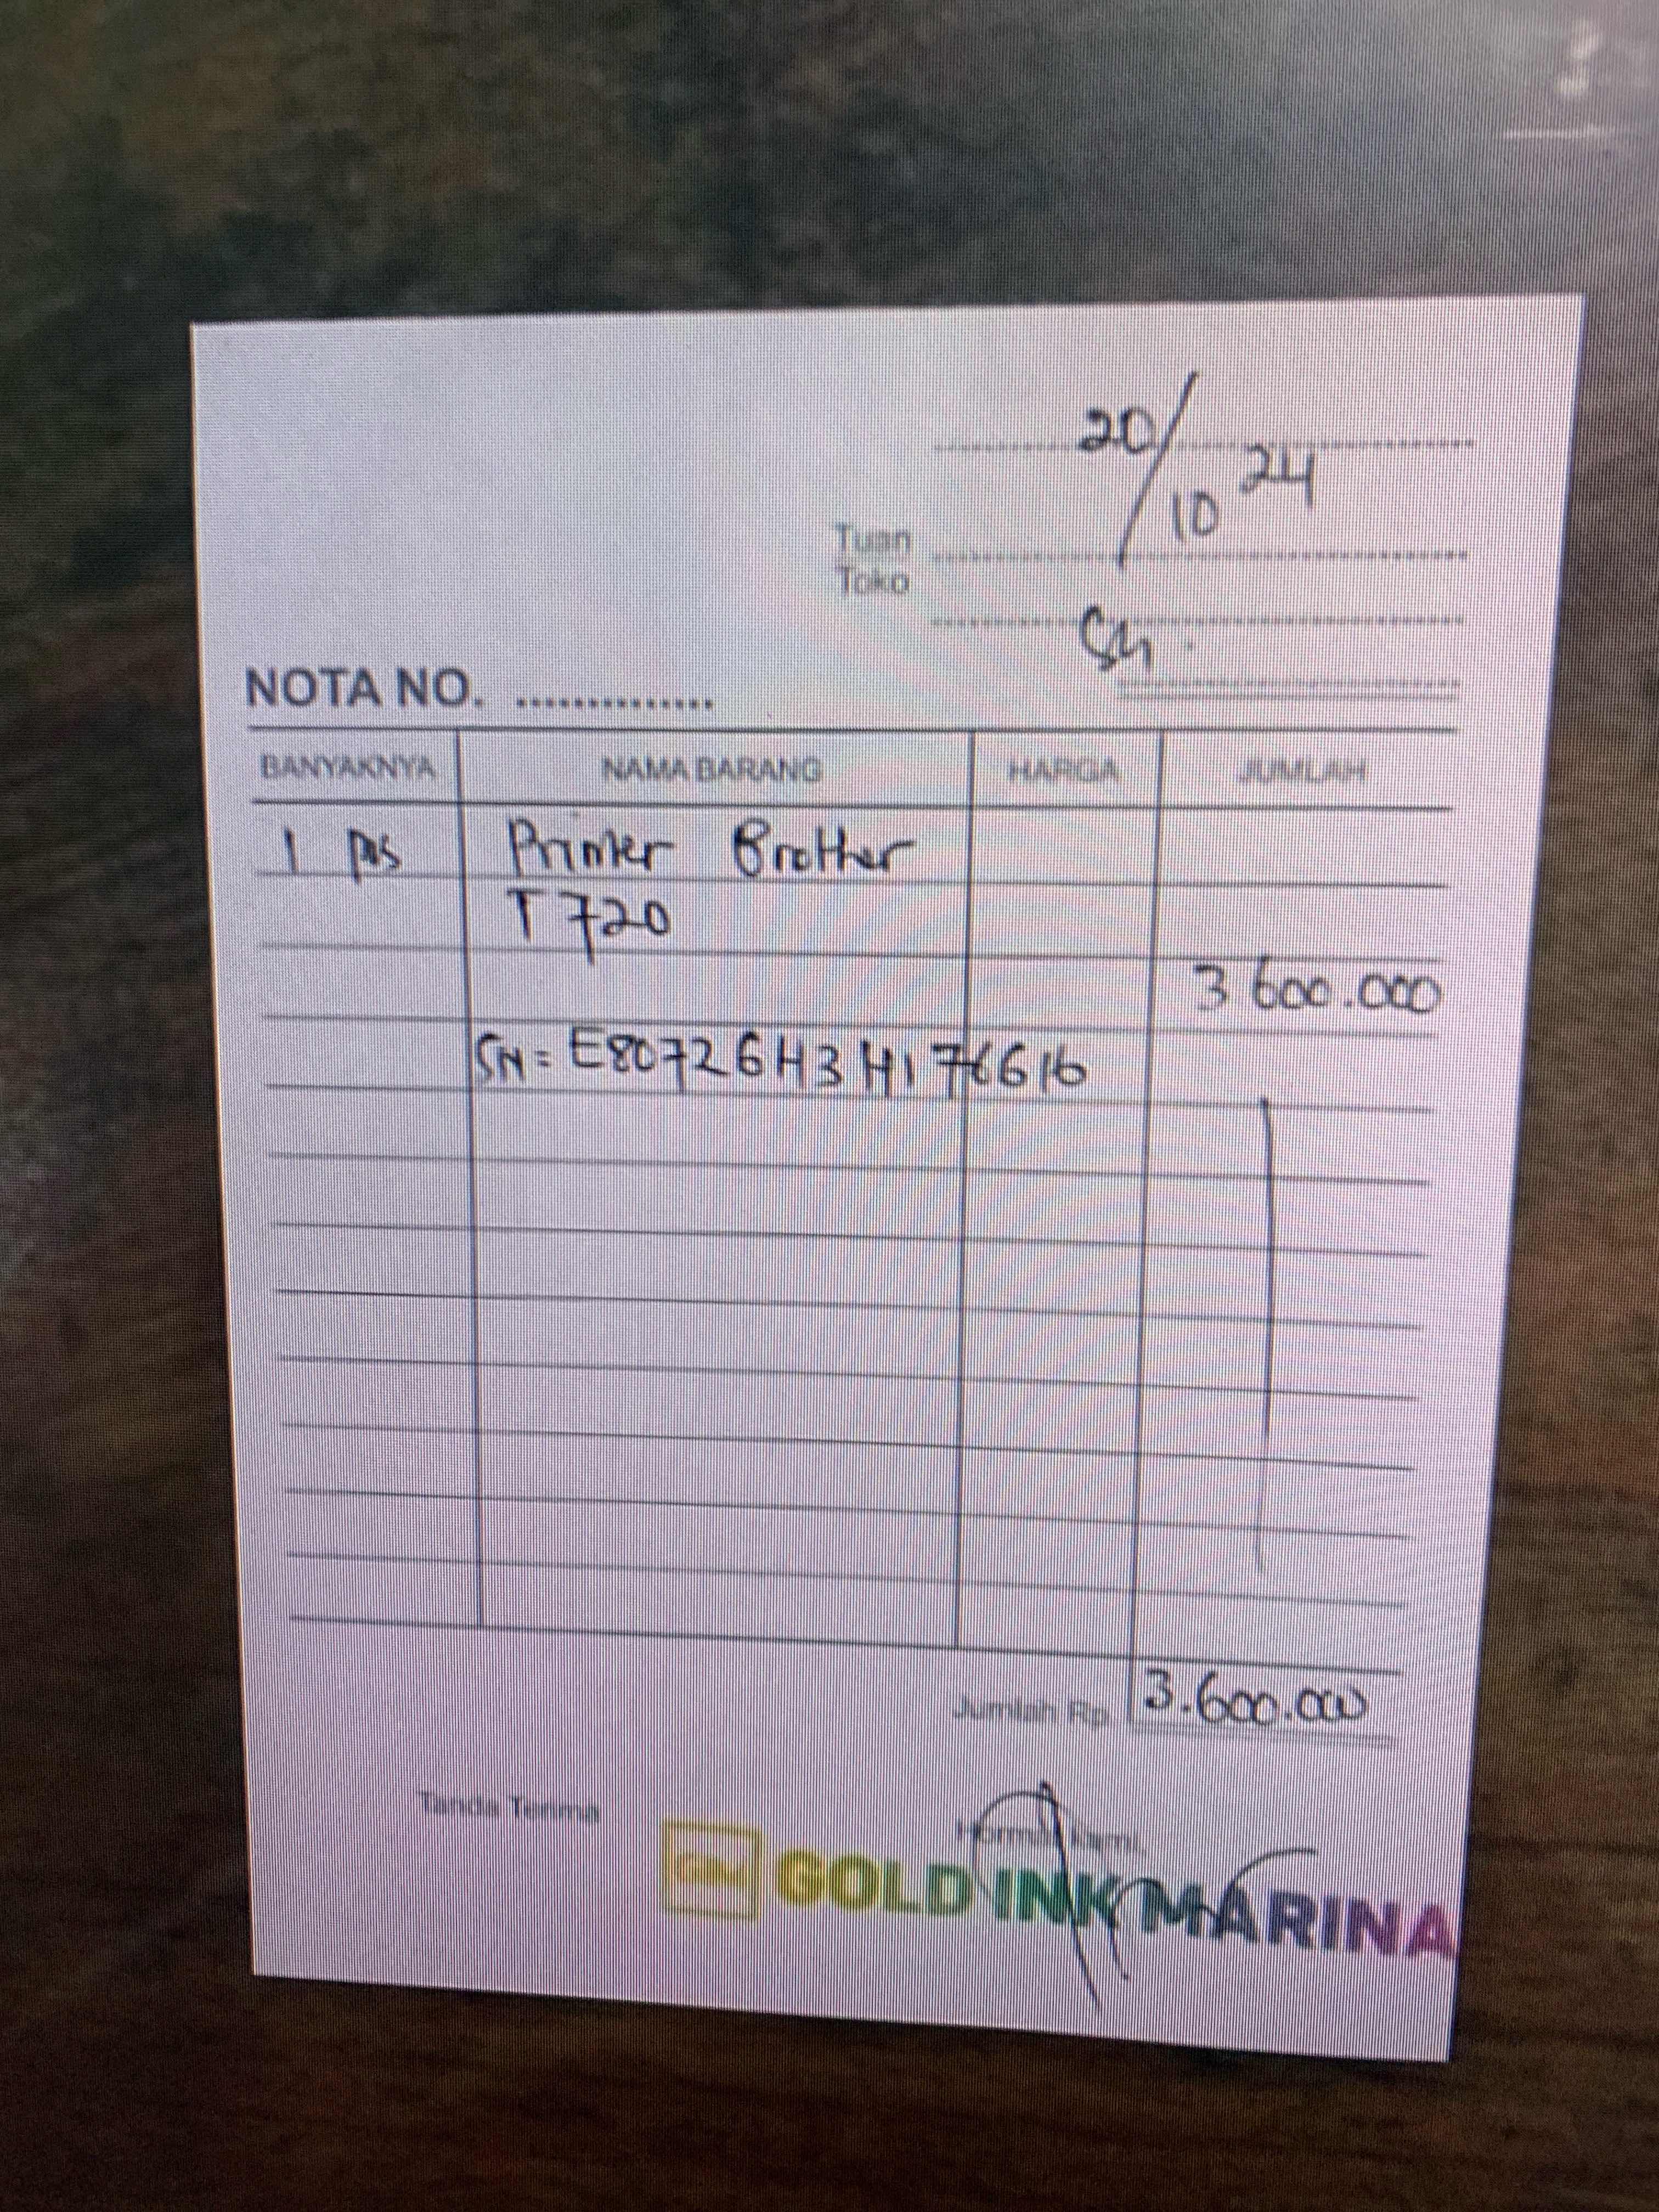 20/10 24
Tuan
Toko
NOTA NO. ..............
BANYAKNYA NAMA BARANG HARGA JUMLAH
1 pcs Printer Brother
T720
3 600.000
SN = E80726H3H176616
Jumlah Rp 3.600.000
Tanda Terima Hormat Kami,
GOLD INK MARINA